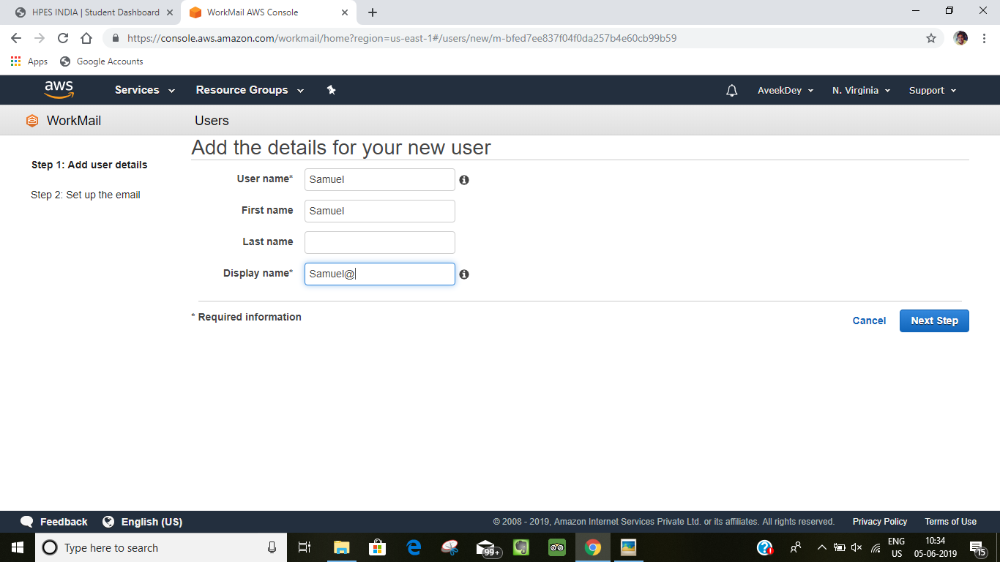 HPES INDIA | Student Dashboard
WorkMail AWS Console
https://console.aws.amazon.com/workmail/home?region=us-east-1#/users/new/m-bfed7ee837f04f0da257b4e60cb99b59
Apps Google Accounts
aws Services Resource Groups AveekDey N. Virginia Support
WorkMail Users
Add the details for your new user
Step 1: Add user details
Step 2: Set up the email
User name* Samuel
First name Samuel
Last name
Display name* Samuel@
* Required information
Cancel Next Step
Feedback English (US) © 2008 - 2019, Amazon Internet Services Private Ltd. or its affiliates. All rights reserved. Privacy Policy Terms of Use
Type here to search 99+ ENG 10:34
US 05-06-2019 15